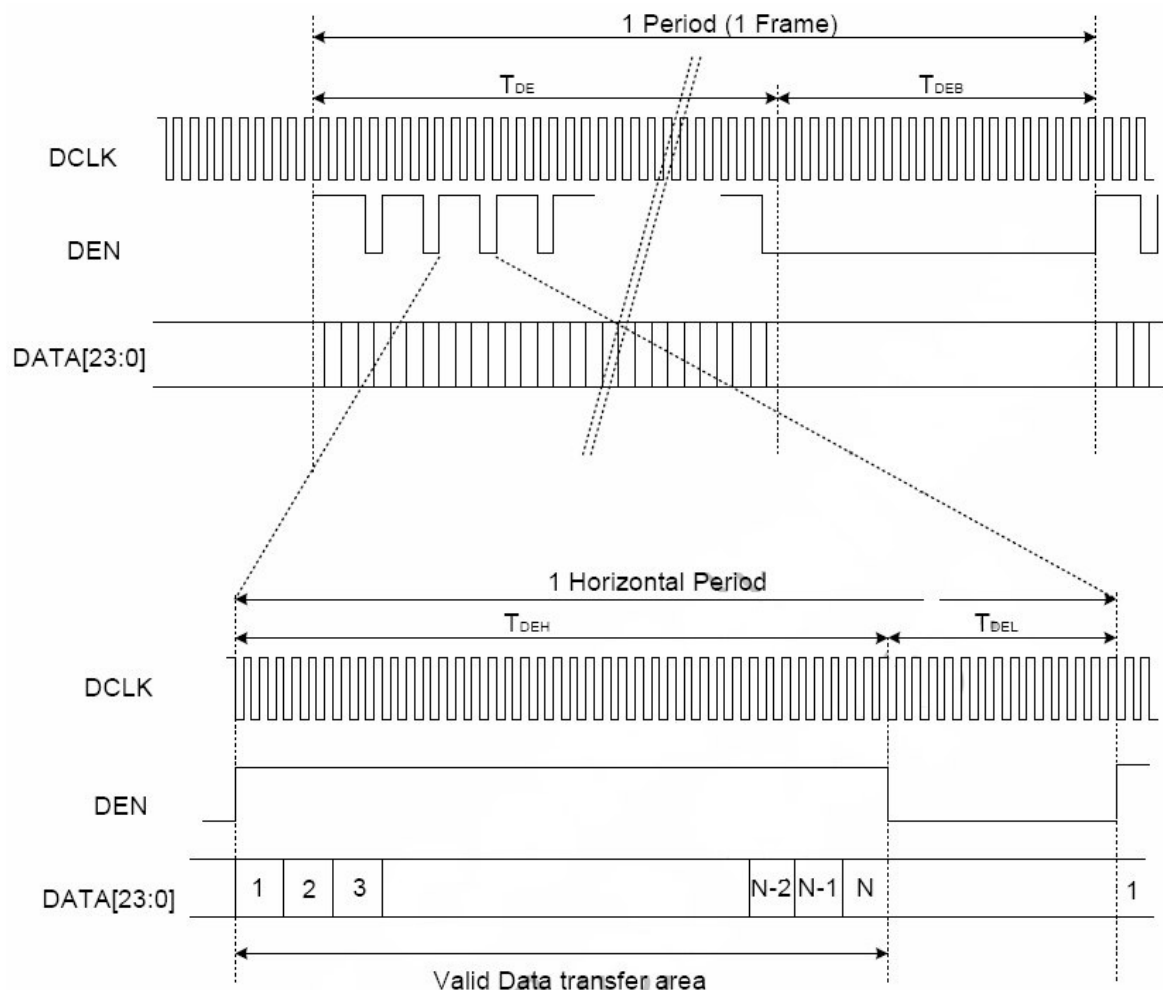 1 Period (1 Frame)
TDE
TDEB
DCLK
DEN
DATA[23:0]
1 Horizontal Period
TDEH
TDEL
DCLK
DEN
DATA[23:0]
1 2 3 N-2 N-1 N 1
Valid Data transfer area